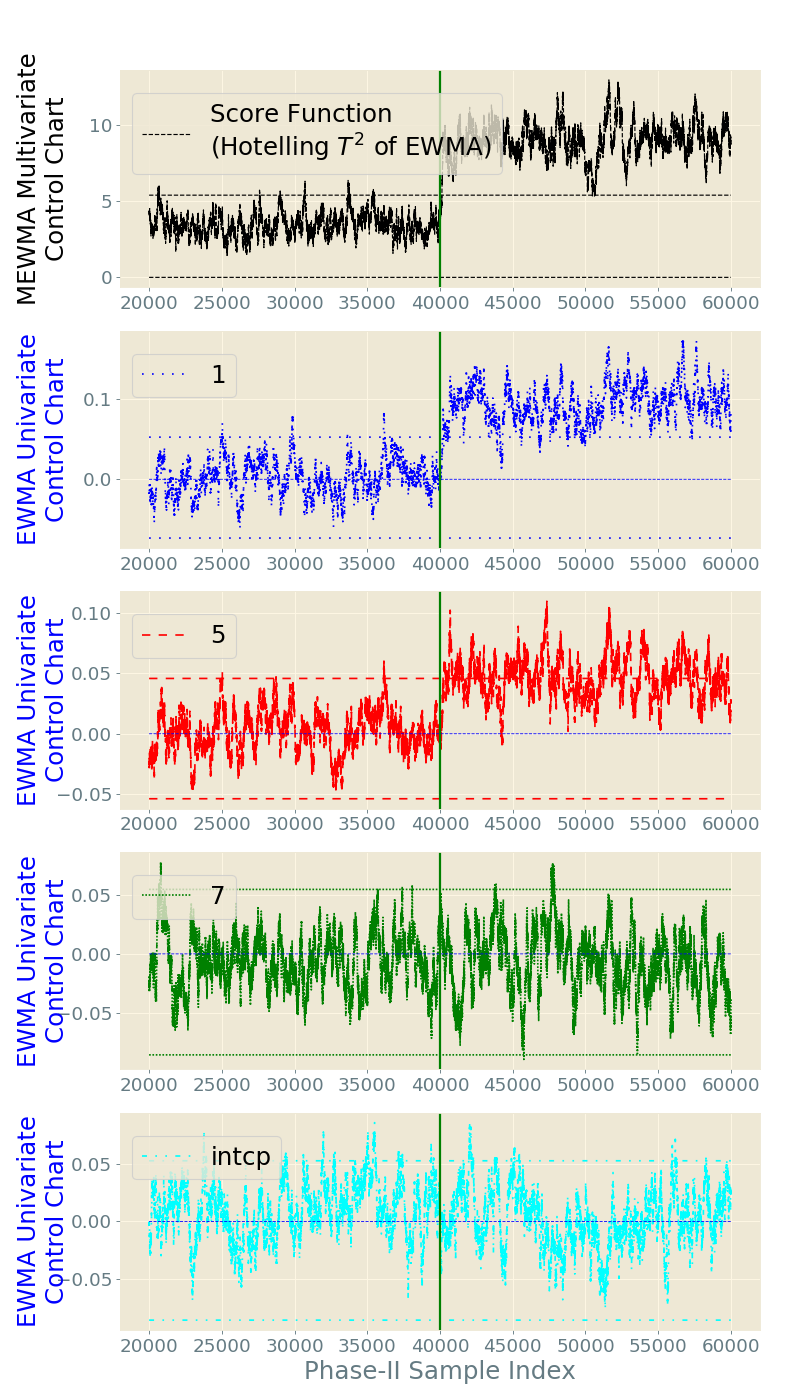 MEWMA Multivariate
Control Chart
Score Function
(Hotelling T² of EWMA)
10
5
0
20000 25000 30000 35000 40000 45000 50000 55000 60000
EWMA Univariate
Control Chart
1
0.1
0.0
20000 25000 30000 35000 40000 45000 50000 55000 60000
EWMA Univariate
Control Chart
5
0.10
0.05
0.00
−0.05
20000 25000 30000 35000 40000 45000 50000 55000 60000
EWMA Univariate
Control Chart
7
0.05
0.00
−0.05
20000 25000 30000 35000 40000 45000 50000 55000 60000
EWMA Univariate
Control Chart
intcp
0.05
0.00
−0.05
20000 25000 30000 35000 40000 45000 50000 55000 60000
Phase-II Sample Index